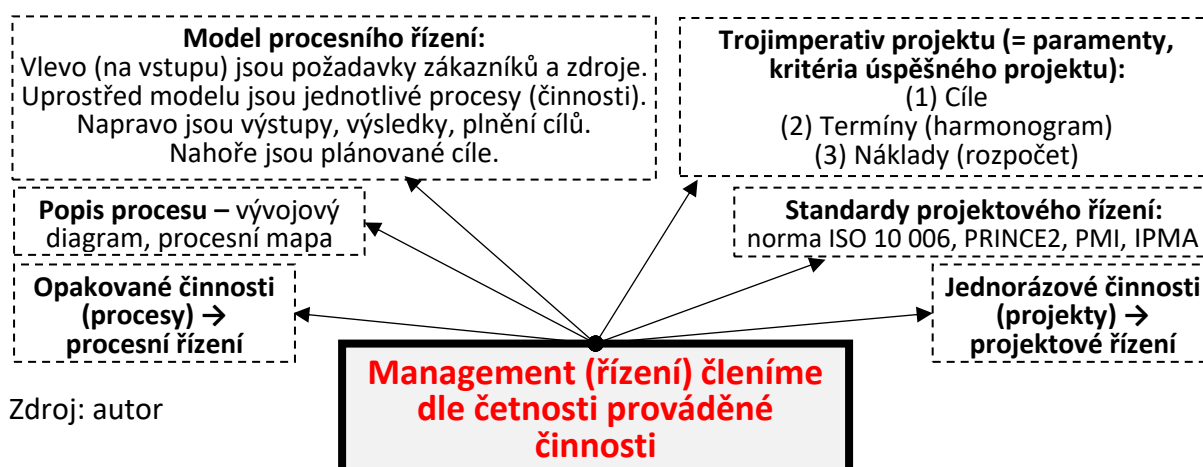 Model procesního řízení:
Vlevo (na vstupu) jsou požadavky zákazníků a zdroje.
Uprostřed modelu jsou jednotlivé procesy (činnosti).
Napravo jsou výstupy, výsledky, plnění cílů.
Nahoře jsou plánované cíle.
Trojimperativ projektu (= paramenty,
kritéria úspěšného projektu):
(1) Cíle
(2) Termíny (harmonogram)
(3) Náklady (rozpočet)
Popis procesu – vývojový
diagram, procesní mapa
Standardy projektového řízení:
norma ISO 10 006, PRINCE2, PMI, IPMA
Opakované činnosti
(procesy) →
procesní řízení
Jednorázové činnosti
(projekty) →
projektové řízení
Management (řízení) členíme
dle četnosti prováděné
činnosti
Zdroj: autor